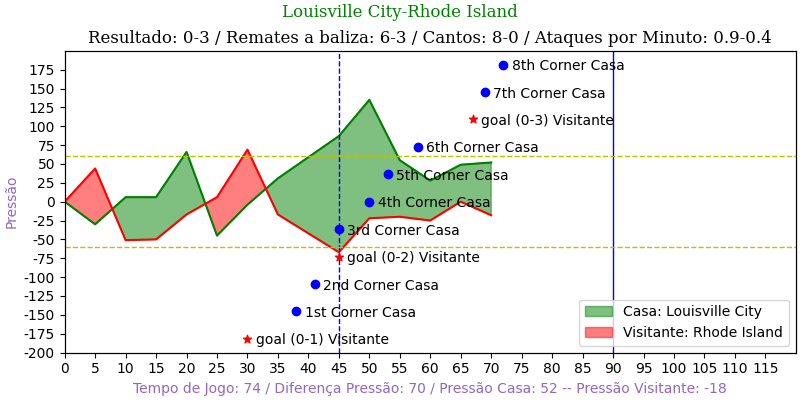 Louisville City-Rhode Island
Resultado: 0-3 / Remates a baliza: 6-3 / Cantos: 8-0 / Ataques por Minuto: 0.9-0.4
Pressão
175
150
125
100
75
50
25
0
-25
-50
-75
-100
-125
-150
-175
-200
8th Corner Casa
7th Corner Casa
goal (0-3) Visitante
6th Corner Casa
5th Corner Casa
4th Corner Casa
3rd Corner Casa
goal (0-2) Visitante
2nd Corner Casa
1st Corner Casa
goal (0-1) Visitante
Casa: Louisville City
Visitante: Rhode Island
0 5 10 15 20 25 30 35 40 45 50 55 60 65 70 75 80 85 90 95 100 105 110 115
Tempo de Jogo: 74 / Diferença Pressão: 70 / Pressão Casa: 52 -- Pressão Visitante: -18